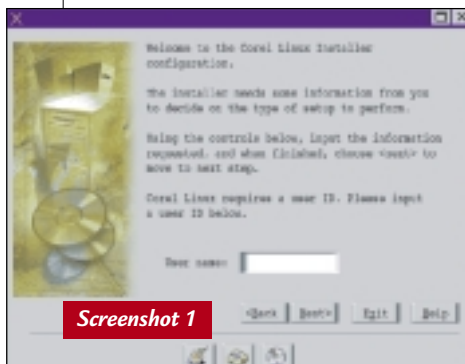 Welcome to the Corel Linux Installer
configuration.
The installer needs some information from you
to decide on the type of setup to perform.
Using the controls below, input the information
requested, and when finished, choose <next> to
move to next step.
Corel Linux requires a user ID. Please input
a user ID below.
User name:
<Back Next> Exit Help
Screenshot 1